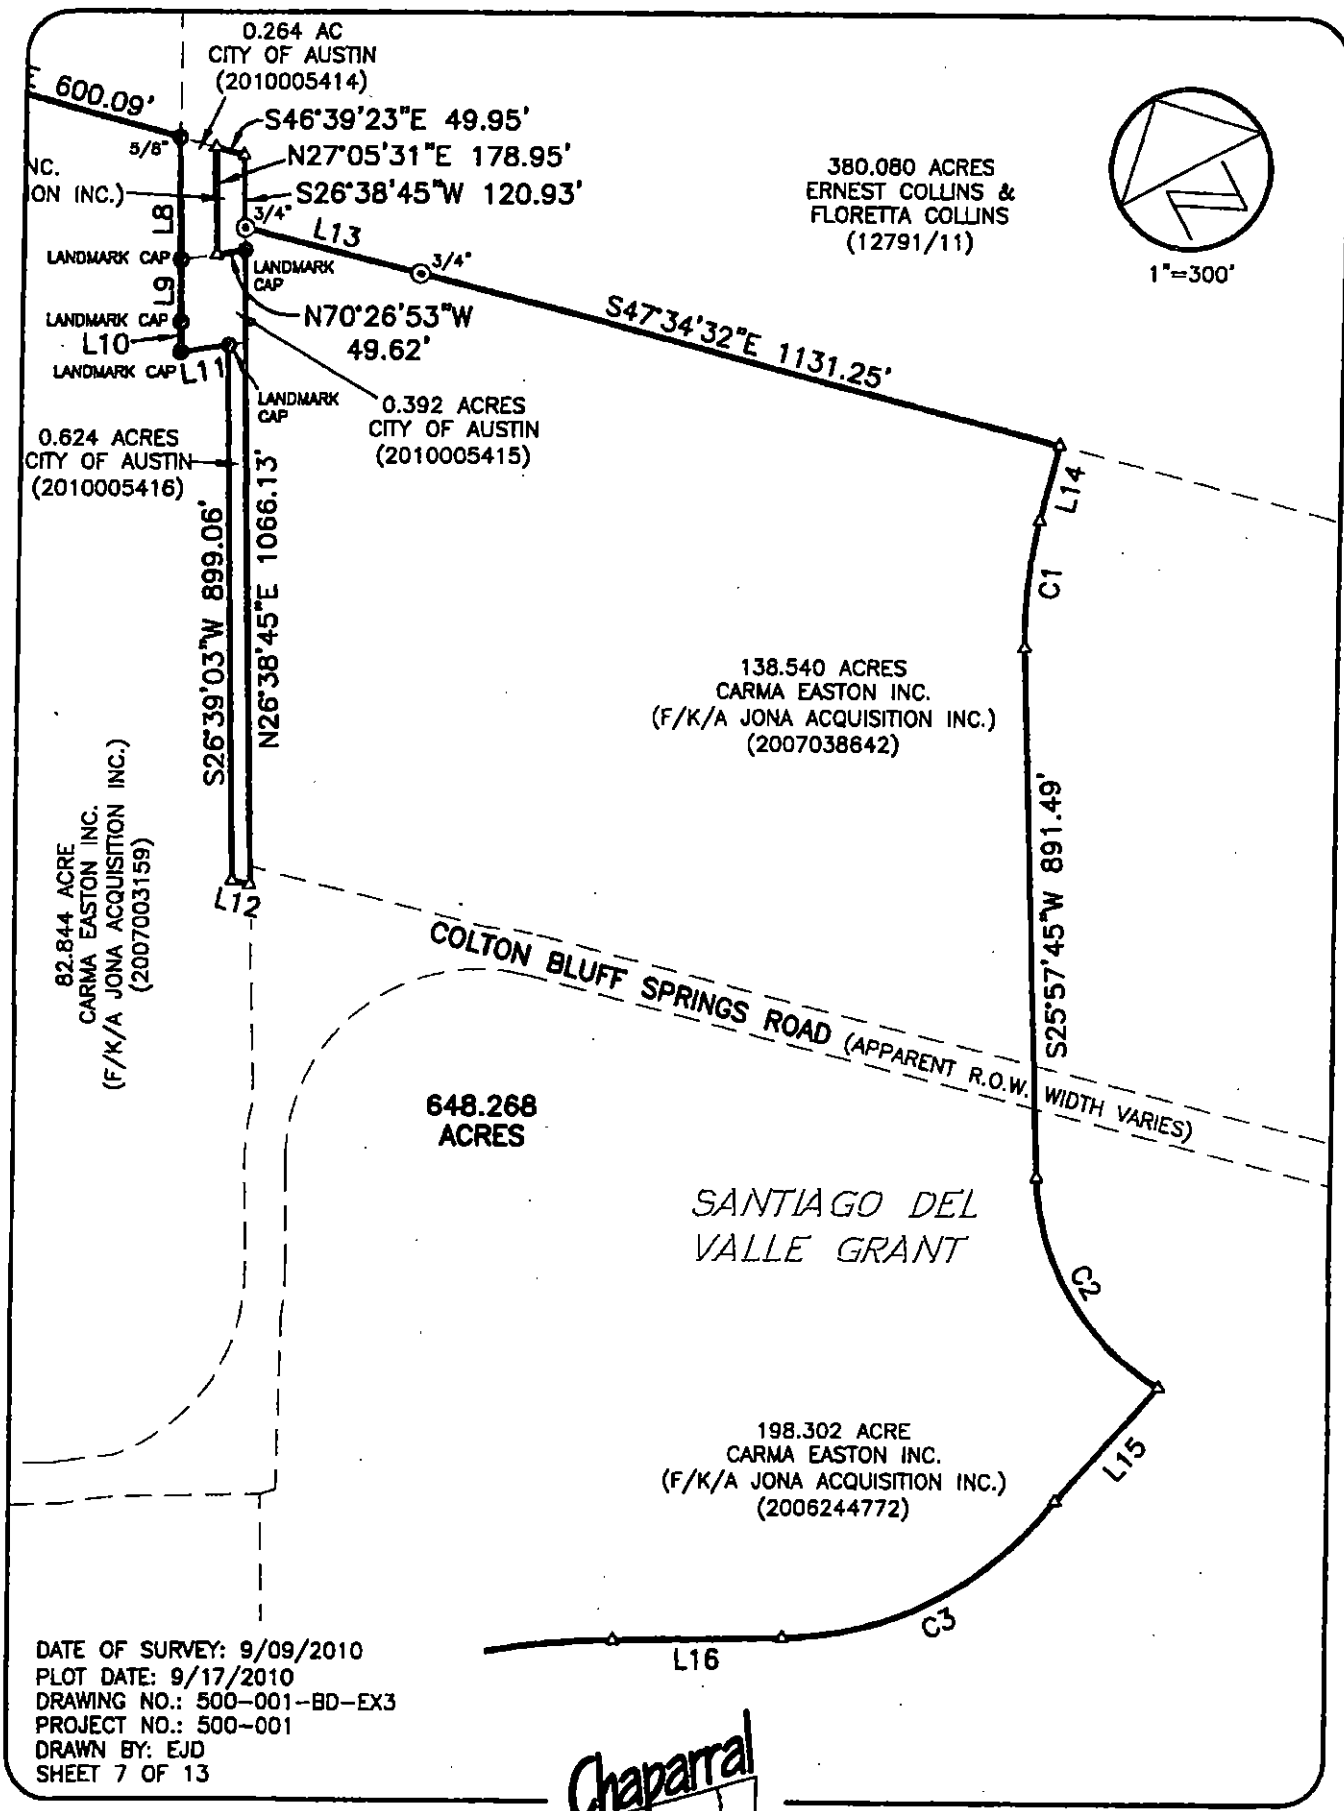 0.264 AC
CITY OF AUSTIN
(2010005414)
E 600.09'
S46°39'23"E 49.95'
5/8"
N27°05'31"E 178.95'
NC.
ON INC.)
S26°38'45"W 120.93'
380.080 ACRES
ERNEST COLLINS &
FLORETTA COLLINS
(12791/11)
1"=300'
L8
3/4"
L13
3/4"
LANDMARK CAP
LANDMARK
CAP
L9
S47°34'32"E 1131.25'
N70°26'53"W
49.62'
LANDMARK CAP
L10
LANDMARK CAP
L11
LANDMARK
CAP
0.392 ACRES
CITY OF AUSTIN
(2010005415)
0.624 ACRES
CITY OF AUSTIN
(2010005416)
L14
C1
S26°39'03"W 899.06'
N26°38'45"E 1066.13'
138.540 ACRES
CARMA EASTON INC.
(F/K/A JONA ACQUISITION INC.)
(2007038642)
82.844 ACRE
CARMA EASTON INC.
(F/K/A JONA ACQUISITION INC.)
(2007003159)
S25°57'45"W 891.49'
L12
COLTON BLUFF SPRINGS ROAD (APPARENT R.O.W. WIDTH VARIES)
648.268
ACRES
SANTIAGO DEL
VALLE GRANT
C2
198.302 ACRE
CARMA EASTON INC.
(F/K/A JONA ACQUISITION INC.)
(2006244772)
L15
C3
L16
DATE OF SURVEY: 9/09/2010
PLOT DATE: 9/17/2010
DRAWING NO.: 500-001-BD-EX3
PROJECT NO.: 500-001
DRAWN BY: EJD
SHEET 7 OF 13
Chaparral